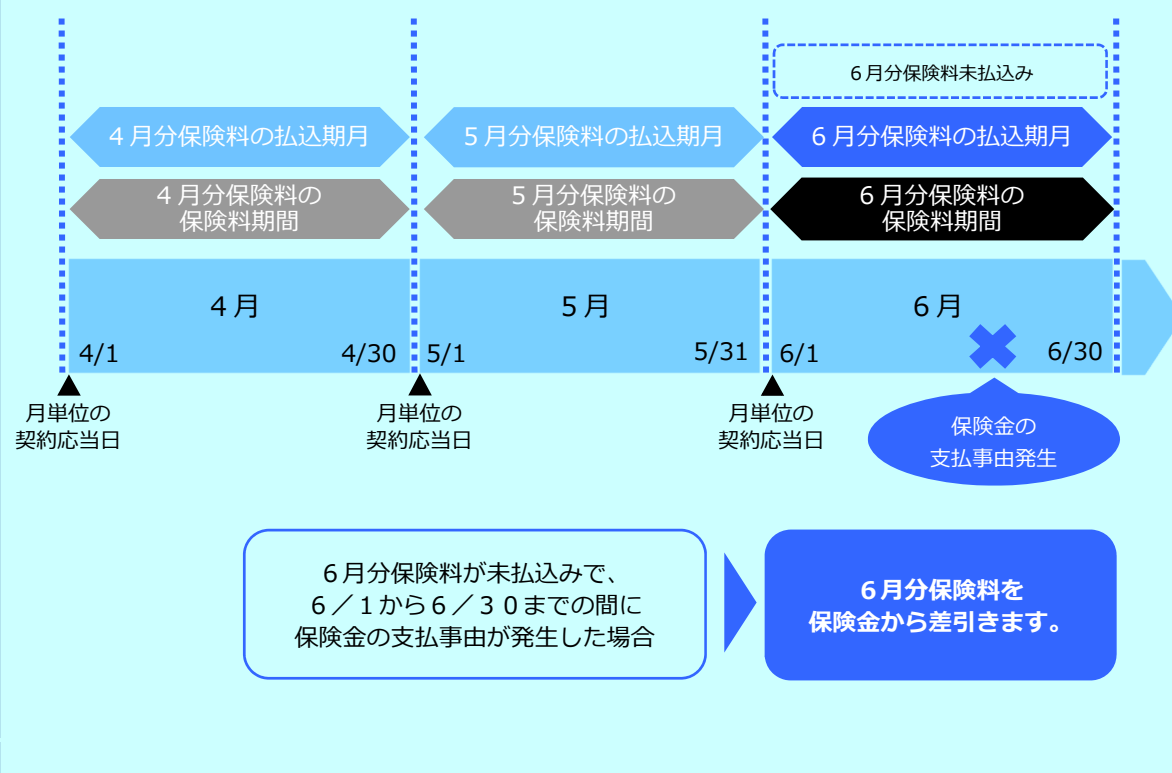 ６月分保険料未払込み
４月分保険料の払込期月
５月分保険料の払込期月
６月分保険料の払込期月
４月分保険料の
保険料期間
５月分保険料の
保険料期間
６月分保険料の
保険料期間
４月
５月
６月
4/1
4/30
5/1
5/31
6/1
6/30
月単位の
契約応当日
月単位の
契約応当日
月単位の
契約応当日
保険金の
支払事由発生
６月分保険料が未払込みで、
６／１から６／３０までの間に
保険金の支払事由が発生した場合
６月分保険料を
保険金から差引きます。